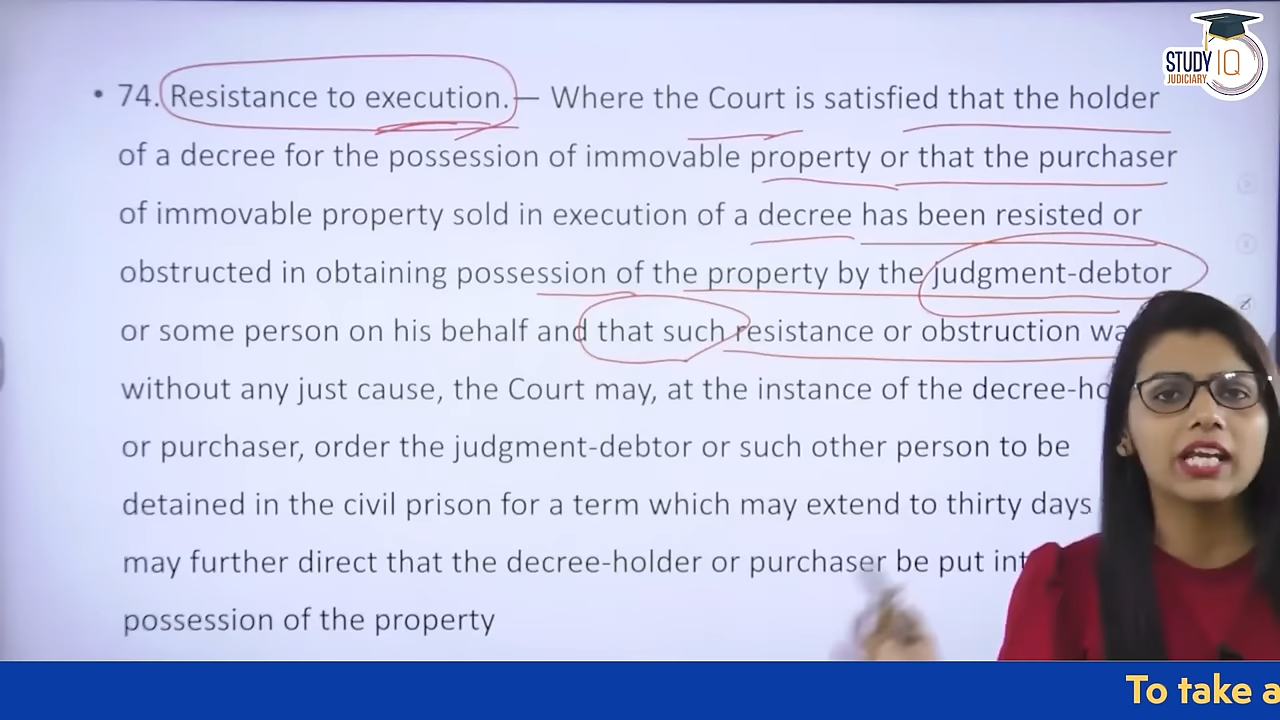 STUDY IQ
JUDICIARY
• 74. Resistance to execution.— Where the Court is satisfied that the holder
of a decree for the possession of immovable property or that the purchaser
of immovable property sold in execution of a decree has been resisted or
obstructed in obtaining possession of the property by the judgment-debtor
or some person on his behalf and that such resistance or obstruction
without any just cause, the Court may, at the instance of the
or purchaser, order the judgment-debtor or such other person to be
detained in the civil prison for a term which may extend to thirty days
may further direct that the decree-holder or purchaser be put
possession of the property
To take a